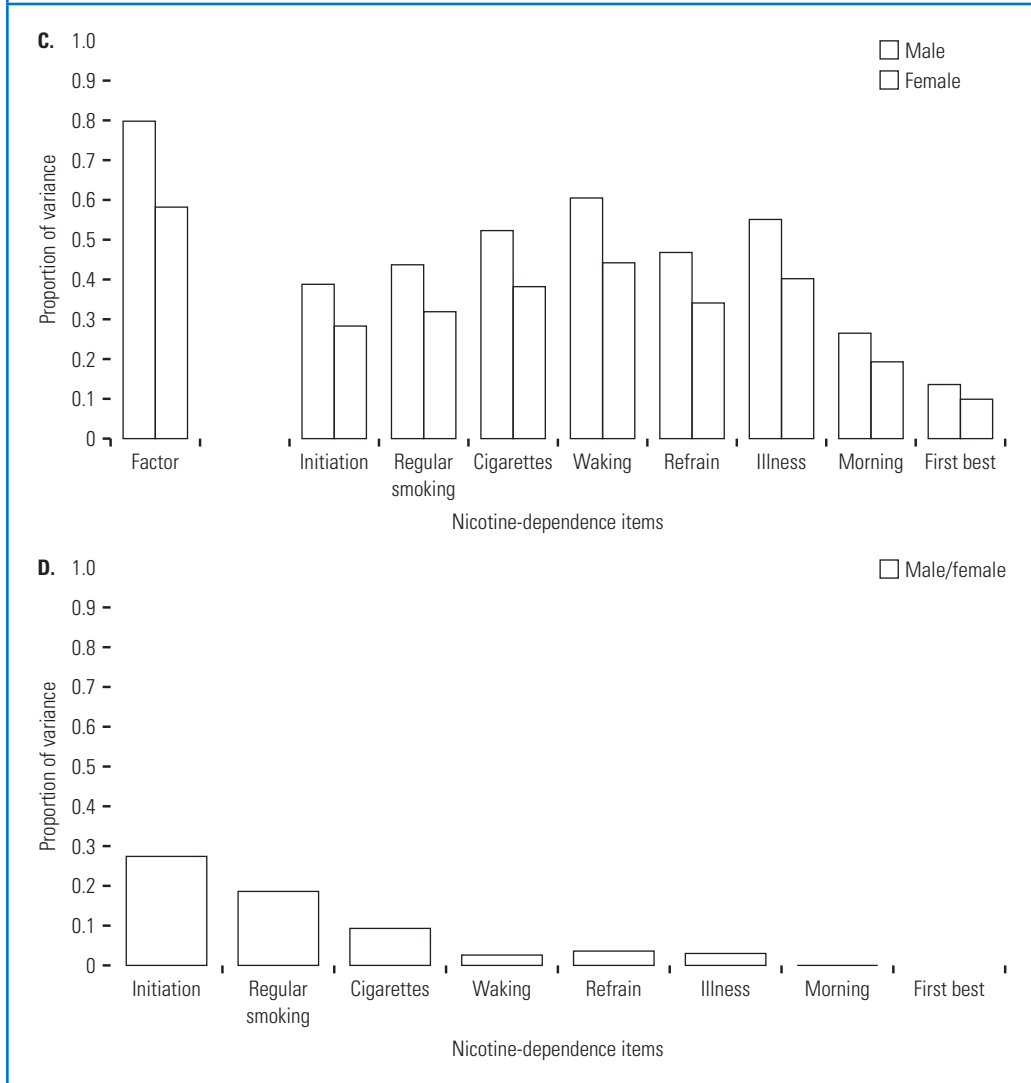 C.
1.0
Male
0.9
Female
0.8
0.7
0.6
0.5
0.4
0.3
0.2
0.1
0
Proportion of variance
Factor Initiation Regular smoking Cigarettes Waking Refrain Illness Morning First best
Nicotine-dependence items
D.
1.0
Male/female
0.9
0.8
0.7
0.6
0.5
0.4
0.3
0.2
0.1
0
Proportion of variance
Initiation Regular smoking Cigarettes Waking Refrain Illness Morning First best
Nicotine-dependence items